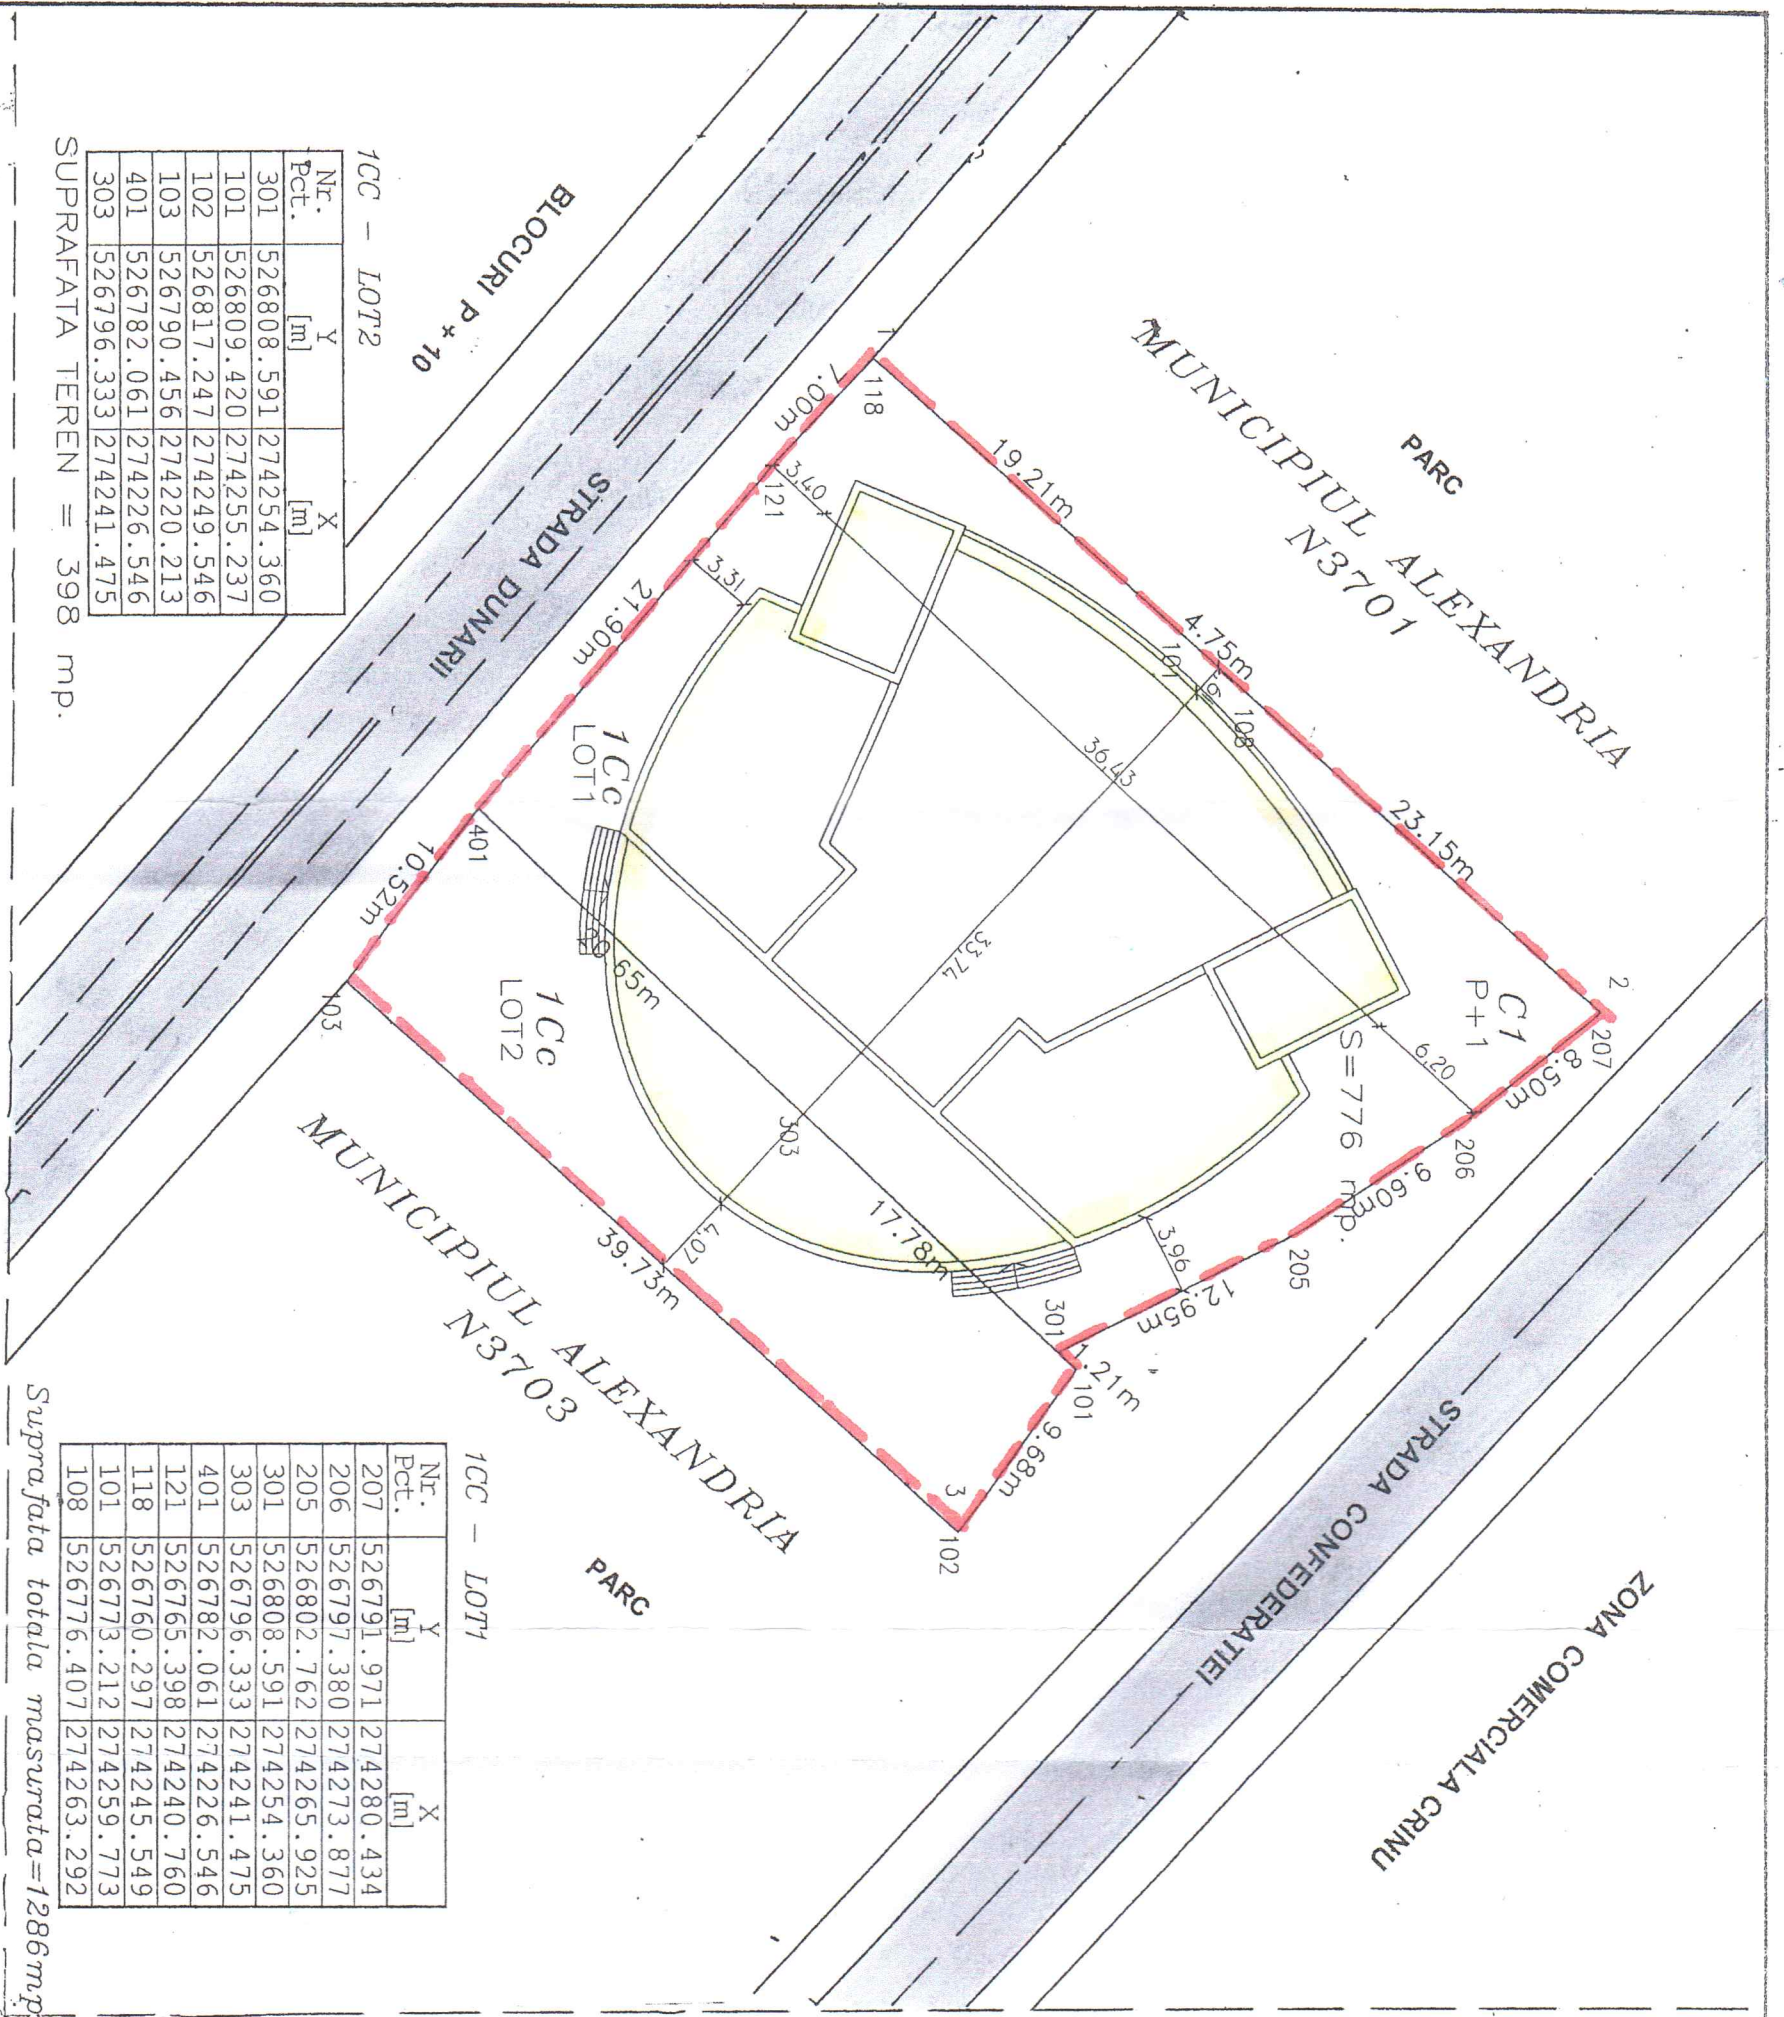 PARC
MUNICIPIUL ALEXANDRIA
N3701
BLOCURI P+10
STRADA DUNARII
STRADA CONFEDERATIEI
ZONA COMERCIALA CRINU
MUNICIPIUL ALEXANDRIA
N3703
PARC
1
118
19.21m
4.75m
107
108
23.15m
2
207
8.50m
206
9.60m
205
12.95m
301
1.21m
101
9.68m
3
102
39.73m
103
10.52m
401
21.90m
121
7.00m
3,40
3,31
36,43
33,74
6,20
3,96
4,07
303
17.78m
20.65m
C1
P+1
S=776 mp.
1Cc
LOT1
1Cc
LOT2
1CC - LOT2
Nr. Pct. Y [m] X [m]
301 526808.591 274254.360
101 526809.420 274255.237
102 526817.247 274249.546
103 526790.456 274220.213
401 526782.061 274226.546
303 526796.333 274241.475
SUPRAFATA TEREN = 398 mp.
1CC - LOT1
Nr. Pct. Y [m] X [m]
207 526791.971 274280.434
206 526797.380 274273.877
205 526802.762 274265.925
301 526808.591 274254.360
303 526796.333 274241.475
401 526782.061 274226.546
121 526765.398 274240.760
118 526760.297 274245.549
101 526773.212 274259.773
108 526776.407 274263.292
Suprafata totala masurata=1286mp